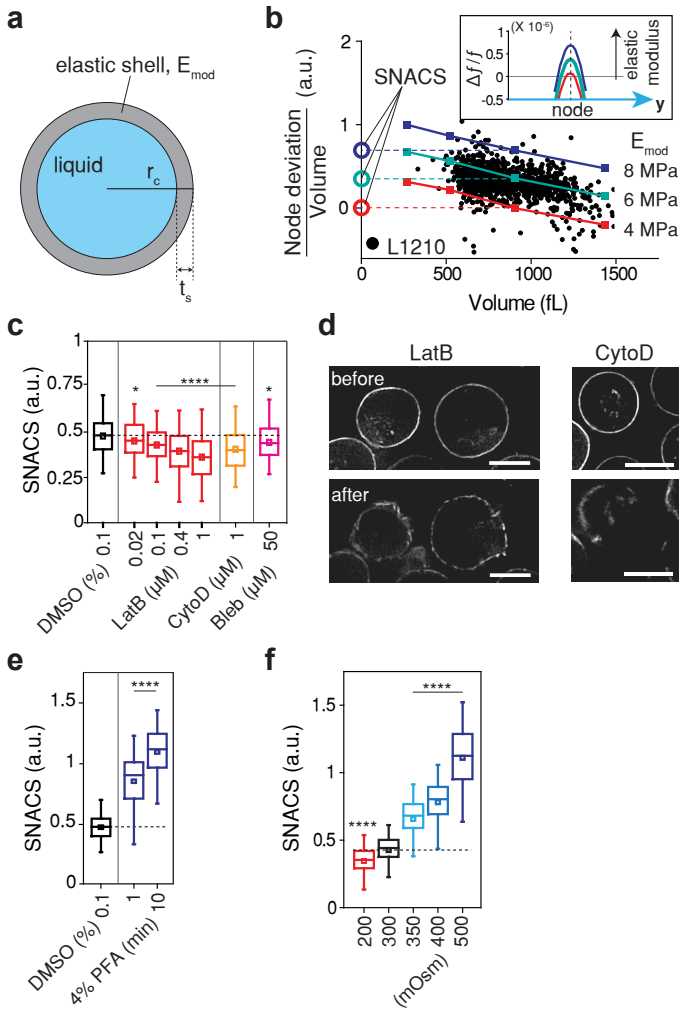 a
elastic shell, E_mod
liquid
r_c
t_s
b
Node deviation
Volume
(a.u.)
2
1
0
SNACS
L1210
0
500
1000
1500
Volume (fL)
E_mod
8 MPa
6 MPa
4 MPa
(X 10^-6)
Δf/f
1
0.5
0
-0.5
node
y
elastic
modulus
c
SNACS (a.u.)
1
0.75
0.5
0.25
0
*
****
*
0.1
0.02
0.1
0.4
1
1
50
DMSO (%)
LatB (μM)
CytoD (μM)
Bleb (μM)
d
LatB
CytoD
before
after
e
SNACS (a.u.)
1.5
1
0.5
0
****
0.1
1
10
DMSO (%)
4% PFA (min)
f
SNACS (a.u.)
1.5
1
0.5
0
****
****
200
300
350
400
500
(mOsm)